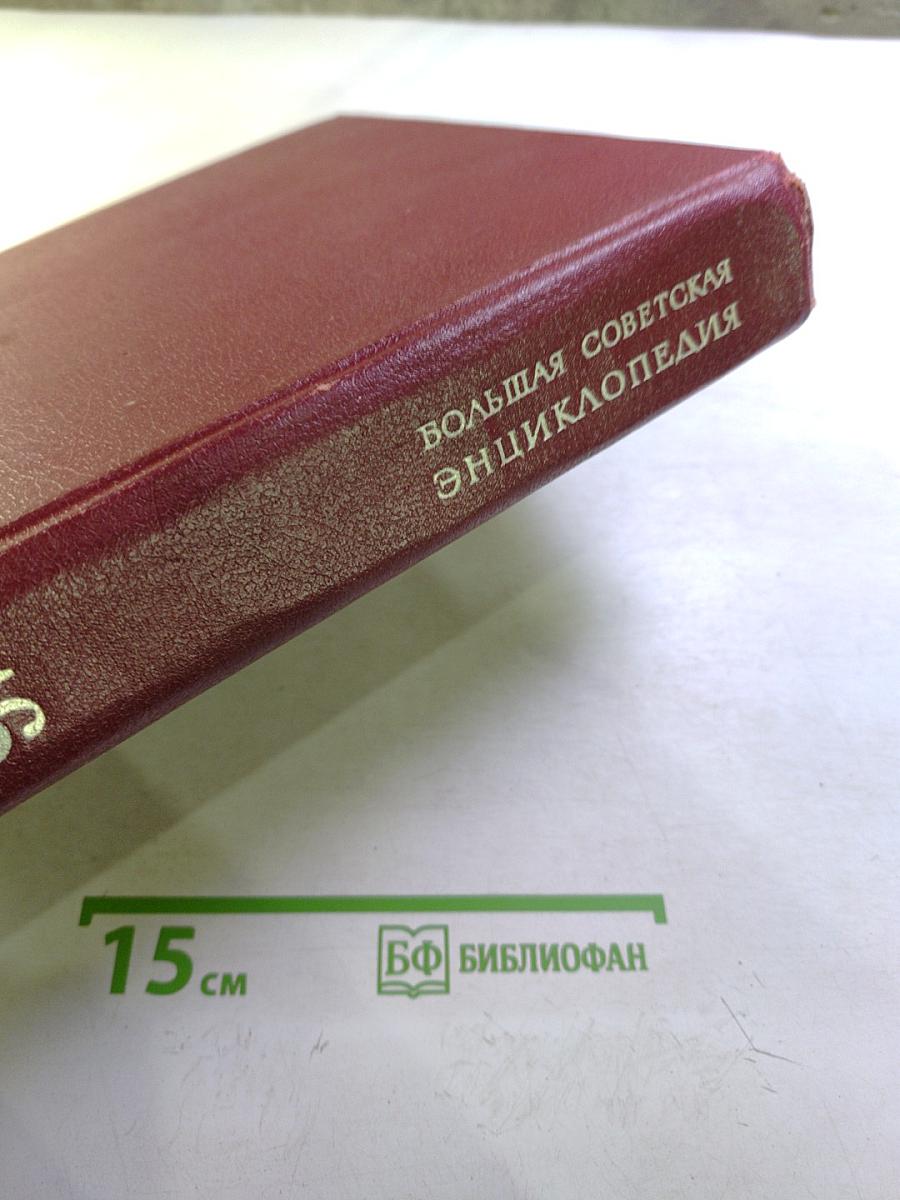 БОЛЬШАЯ СОВЕТСКАЯ
ЭНЦИКЛОПЕДИЯ
15 см
БФ БИБЛИОФАН